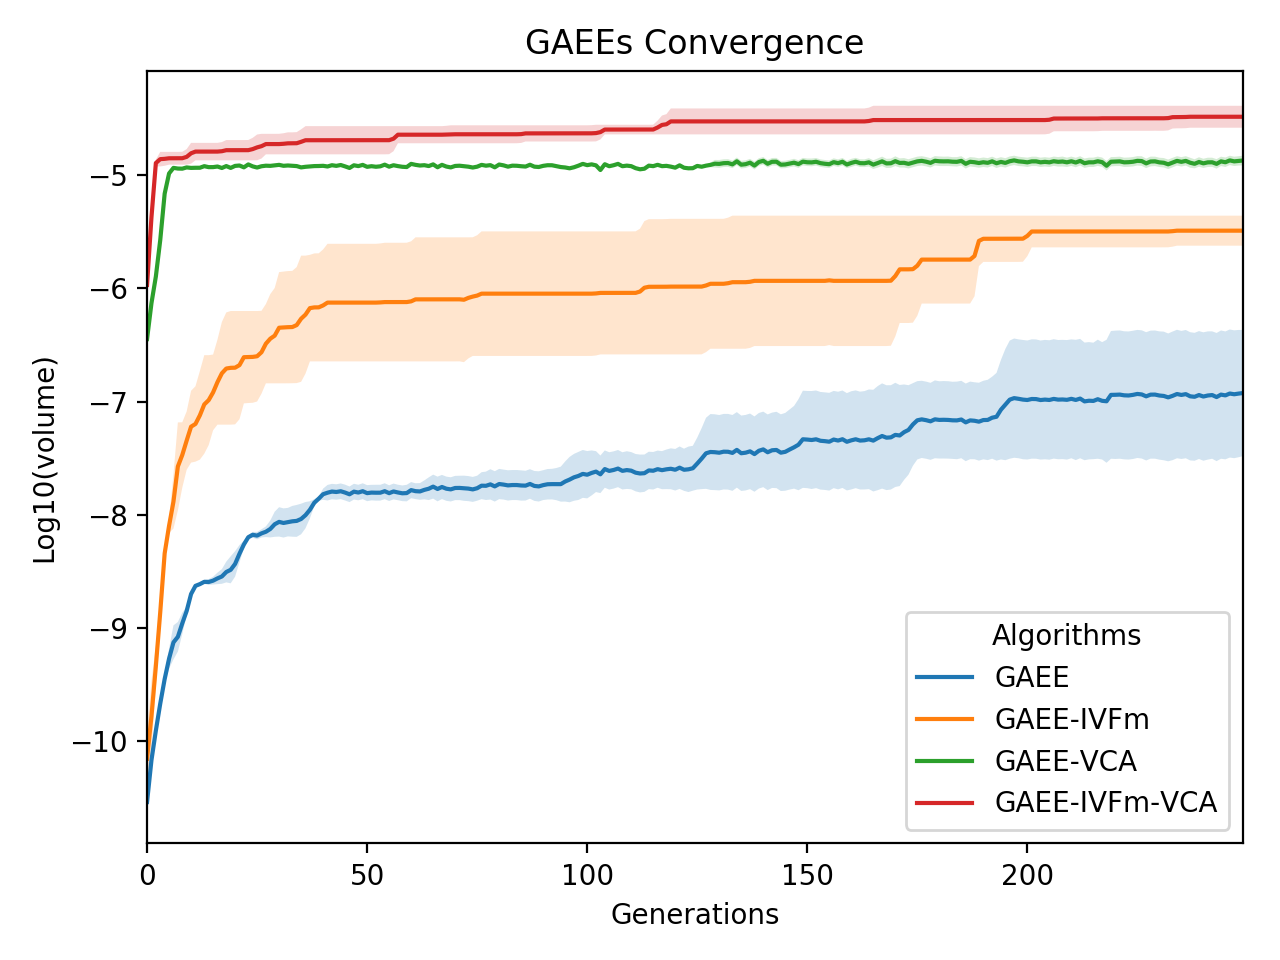 GAEEs Convergence
Log10(volume)
−5
−6
−7
−8
−9
−10
0 50 100 150 200
Generations
Algorithms
GAEE
GAEE-IVFm
GAEE-VCA
GAEE-IVFm-VCA